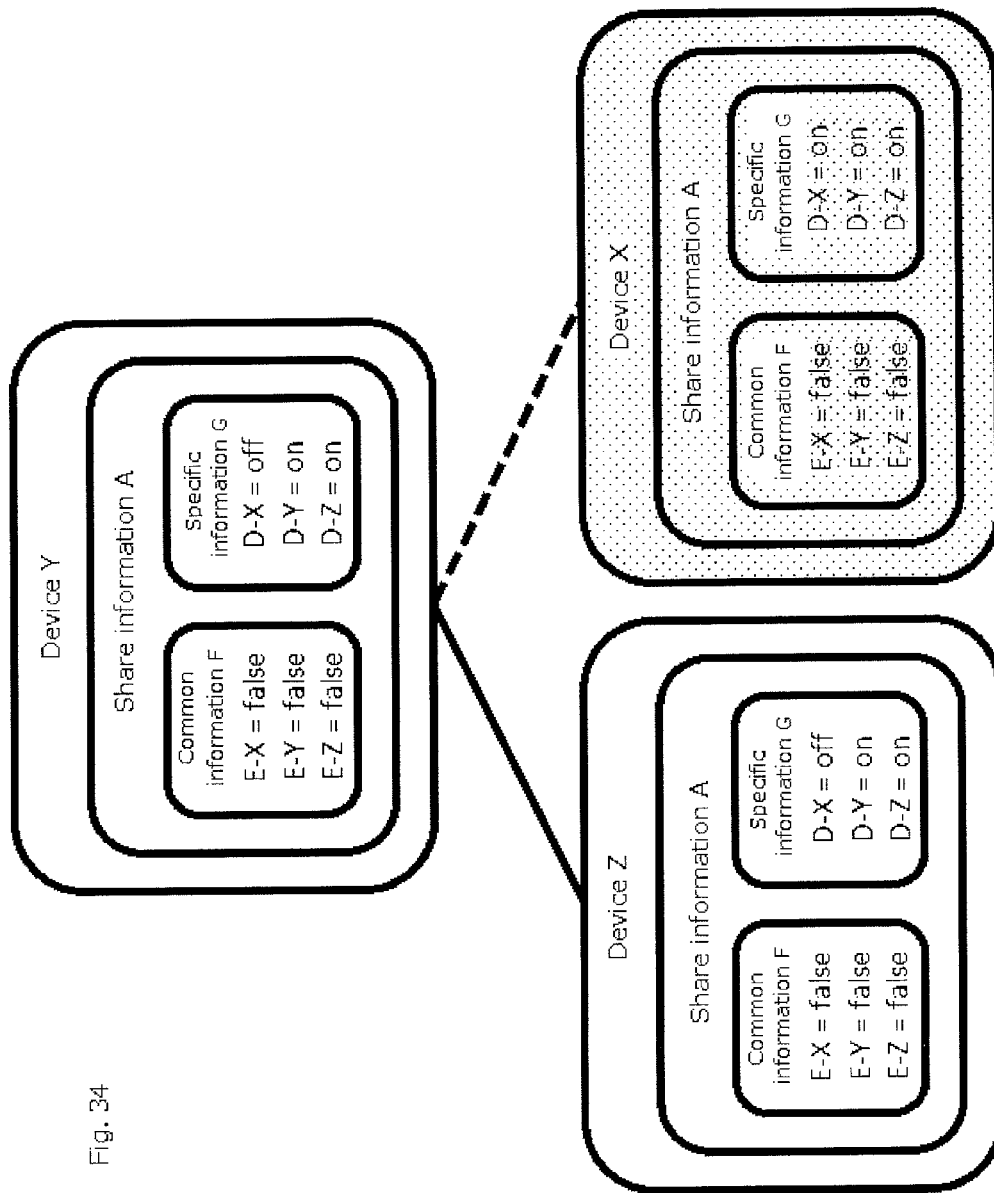 Fig. 34
Device Y
Share information A
Common
information F
E-X = false
E-Y = false
E-Z = false
Specific
information G
D-X = off
D-Y = on
D-Z = on
Device Z
Share information A
Common
information F
E-X = false
E-Y = false
E-Z = false
Specific
information G
D-X = off
D-Y = on
D-Z = on
Device X
Share information A
Common
information F
E-X = false
E-Y = false
E-Z = false
Specific
information G
D-X = on
D-Y = on
D-Z = on